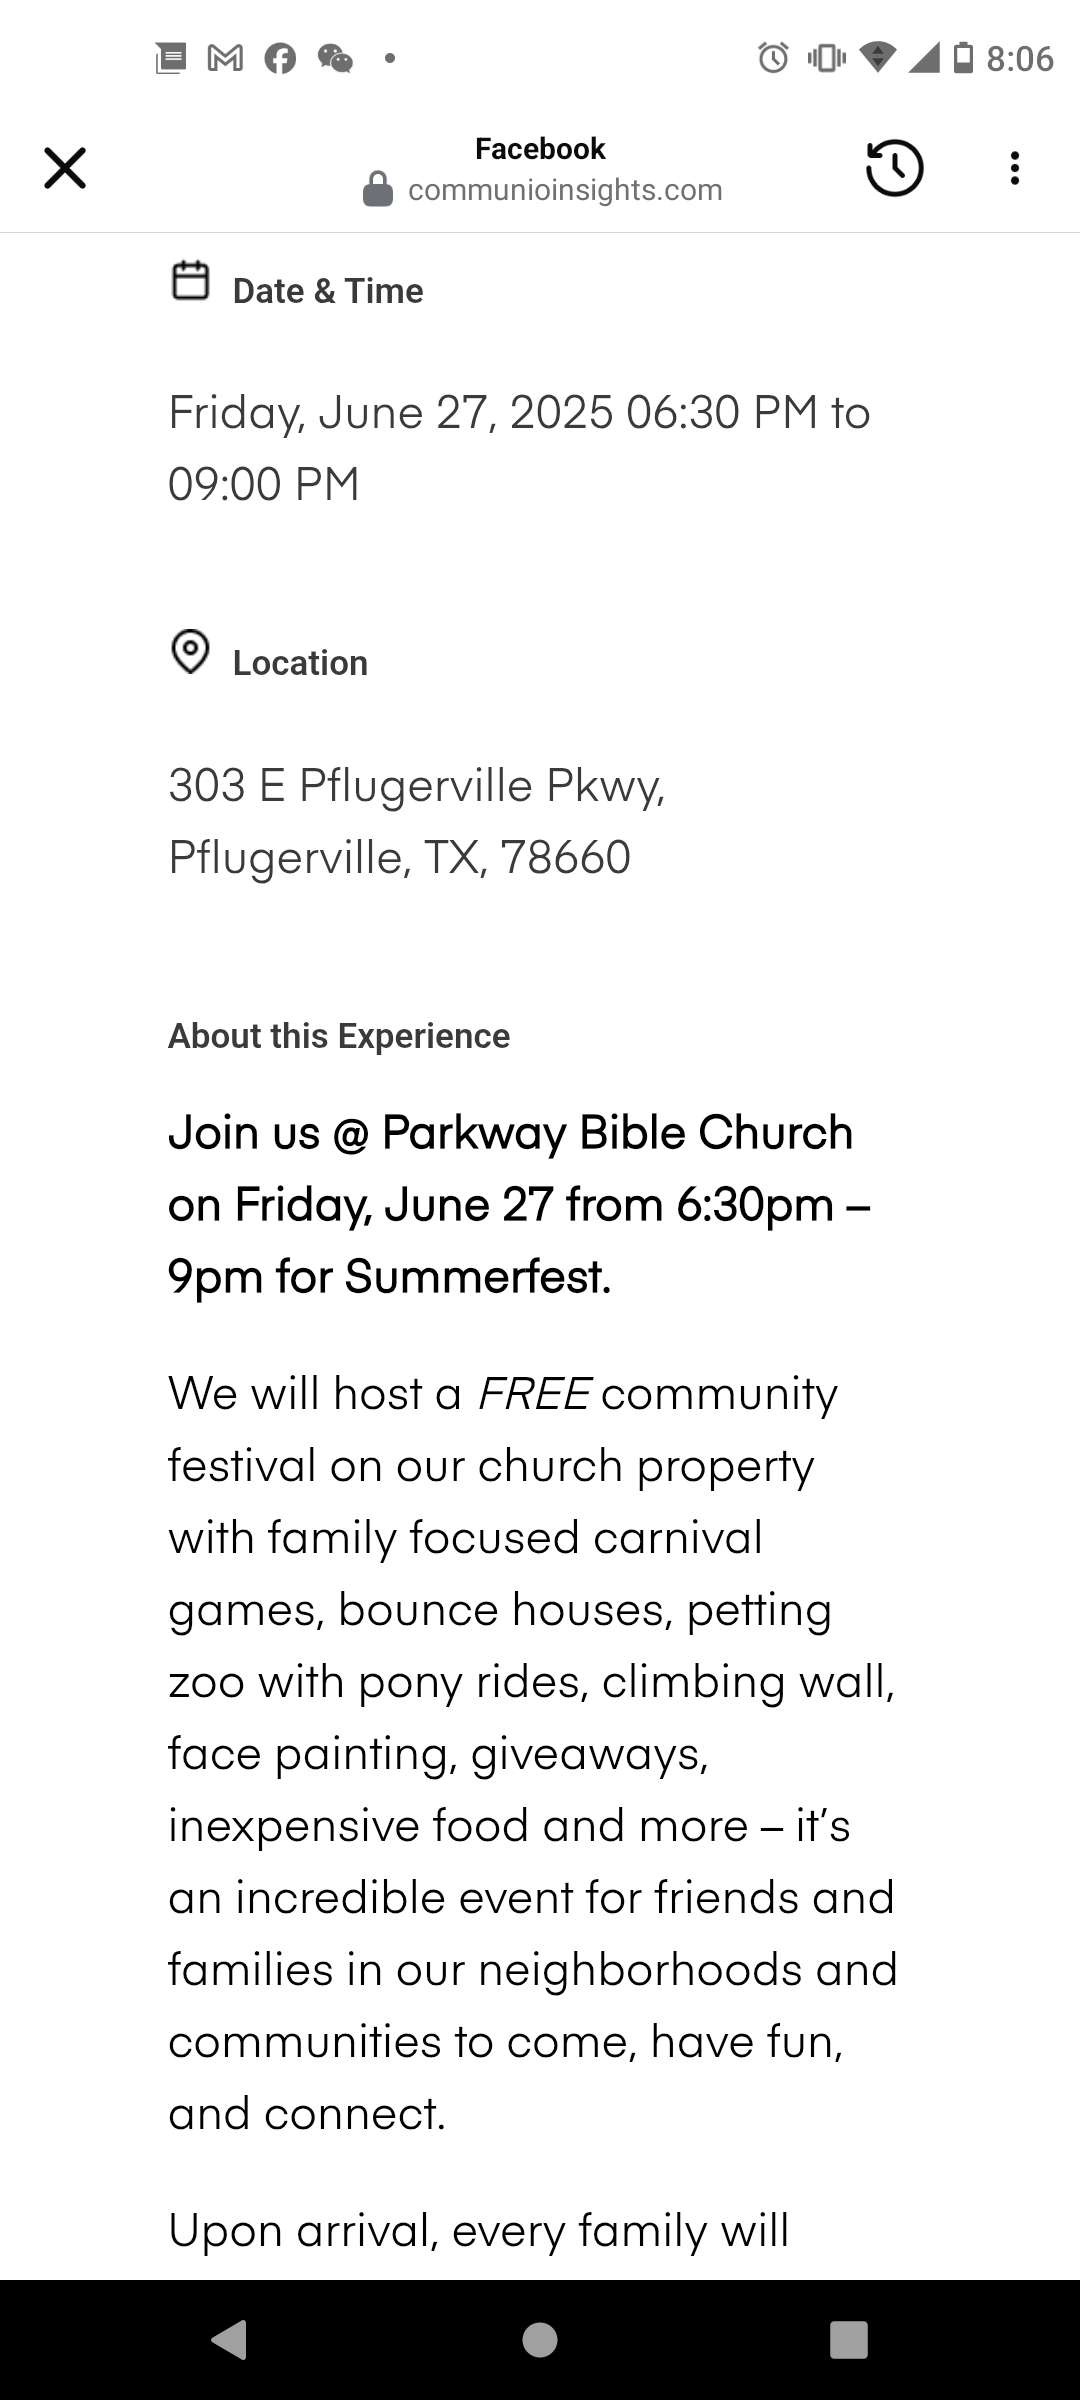 8:06
Facebook
communioinsights.com
Date & Time
Friday, June 27, 2025 06:30 PM to
09:00 PM
Location
303 E Pflugerville Pkwy,
Pflugerville, TX, 78660
About this Experience
Join us @ Parkway Bible Church
on Friday, June 27 from 6:30pm –
9pm for Summerfest.
We will host a FREE community
festival on our church property
with family focused carnival
games, bounce houses, petting
zoo with pony rides, climbing wall,
face painting, giveaways,
inexpensive food and more – it’s
an incredible event for friends and
families in our neighborhoods and
communities to come, have fun,
and connect.
Upon arrival, every family will